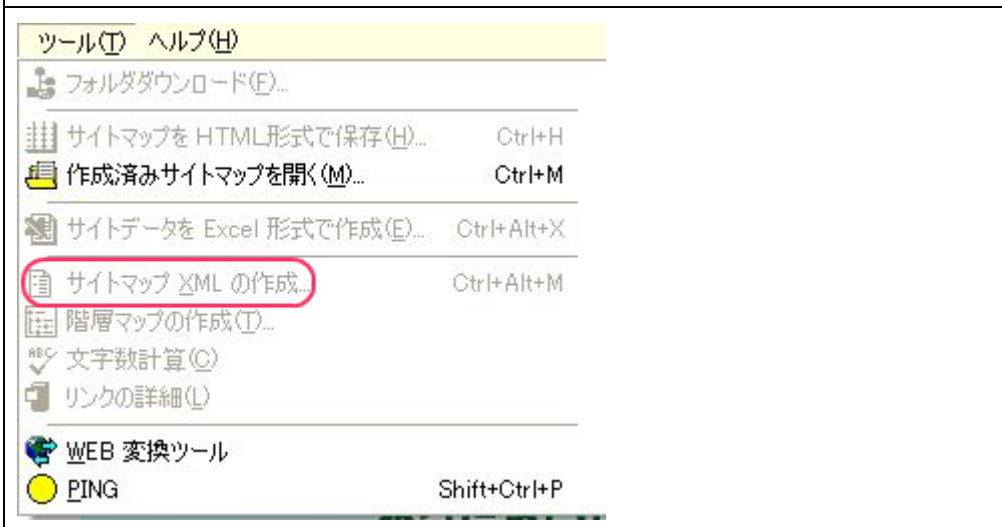 ツール(T) ヘルプ(H)
フォルダダウンロード(F)...
サイトマップを HTML形式で保存(H)... Ctrl+H
作成済みサイトマップを開く(M)... Ctrl+M
サイトデータを Excel 形式で作成(E)... Ctrl+Alt+X
サイトマップ XML の作成... Ctrl+Alt+M
階層マップの作成(T)...
ABC 文字数計算(C)
リンクの詳細(L)
WEB 変換ツール
PING Shift+Ctrl+P